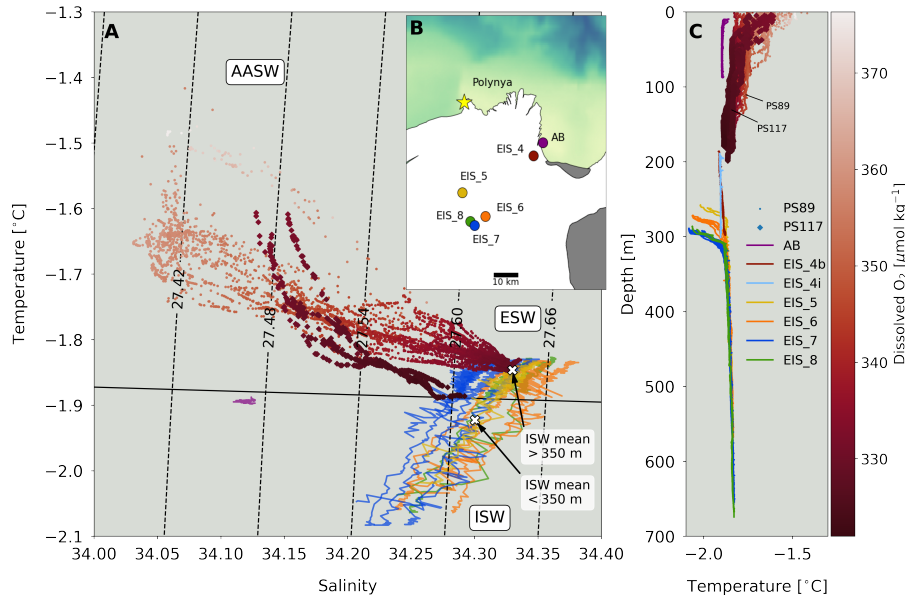 A
AASW
−1.3
−1.4
−1.5
−1.6
−1.7
−1.8
−1.9
−2.0
−2.1
Temperature [°C]
27.42
27.48
27.54
27.60
27.66
ESW
ISW mean
> 350 m
ISW mean
< 350 m
ISW
34.00
34.05
34.10
34.15
34.20
34.25
34.30
34.35
34.40
Salinity
B
Polynya
AB
EIS_4
EIS_5
EIS_6
EIS_8
EIS_7
10 km
C
0
100
200
300
400
500
600
700
Depth [m]
PS89
PS117
PS89
PS117
AB
EIS_4b
EIS_4i
EIS_5
EIS_6
EIS_7
EIS_8
−2.0
−1.5
Temperature [°C]
370
360
350
340
330
Dissolved O2 [μmol kg−1]